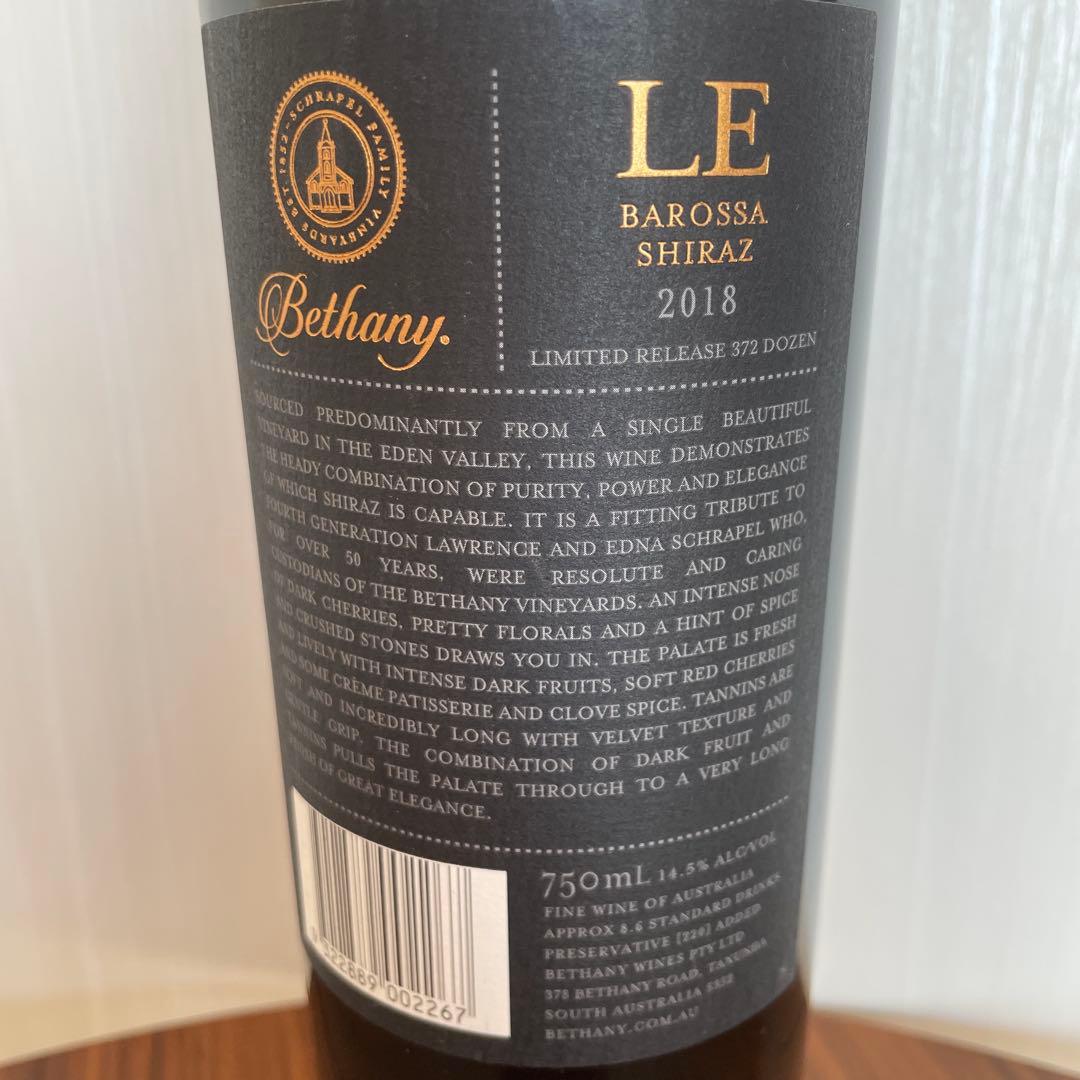 EST. 1852 - SCHRAPEL FAMILY VINEYARDS
Bethany.
LE
BAROSSA
SHIRAZ
2018
LIMITED RELEASE 372 DOZEN
SOURCED PREDOMINANTLY FROM A SINGLE BEAUTIFUL
VINEYARD IN THE EDEN VALLEY, THIS WINE DEMONSTRATES
THE HEADY COMBINATION OF PURITY, POWER AND ELEGANCE
OF WHICH SHIRAZ IS CAPABLE. IT IS A FITTING TRIBUTE TO
FOURTH GENERATION LAWRENCE AND EDNA SCHRAPEL WHO,
FOR OVER 50 YEARS, WERE RESOLUTE AND CARING
CUSTODIANS OF THE BETHANY VINEYARDS. AN INTENSE NOSE
OF DARK CHERRIES, PRETTY FLORALS AND A HINT OF SPICE
AND CRUSHED STONES DRAWS YOU IN. THE PALATE IS FRESH
AND LIVELY WITH INTENSE DARK FRUITS, SOFT RED CHERRIES
AND SOME CRÈME PATISSERIE AND CLOVE SPICE. TANNINS ARE
SOFT AND INCREDIBLY LONG WITH VELVET TEXTURE AND
GENTLE GRIP. THE COMBINATION OF DARK FRUIT AND
TANNINS PULLS THE PALATE THROUGH TO A VERY LONG
FINISH OF GREAT ELEGANCE.
750mL 14.5% ALC/VOL
FINE WINE OF AUSTRALIA
APPROX 8.6 STANDARD DRINKS
PRESERVATIVE [220] ADDED
BETHANY WINES PTY LTD
378 BETHANY ROAD, TANUNDA
SOUTH AUSTRALIA 5352
BETHANY.COM.AU
322889 002267